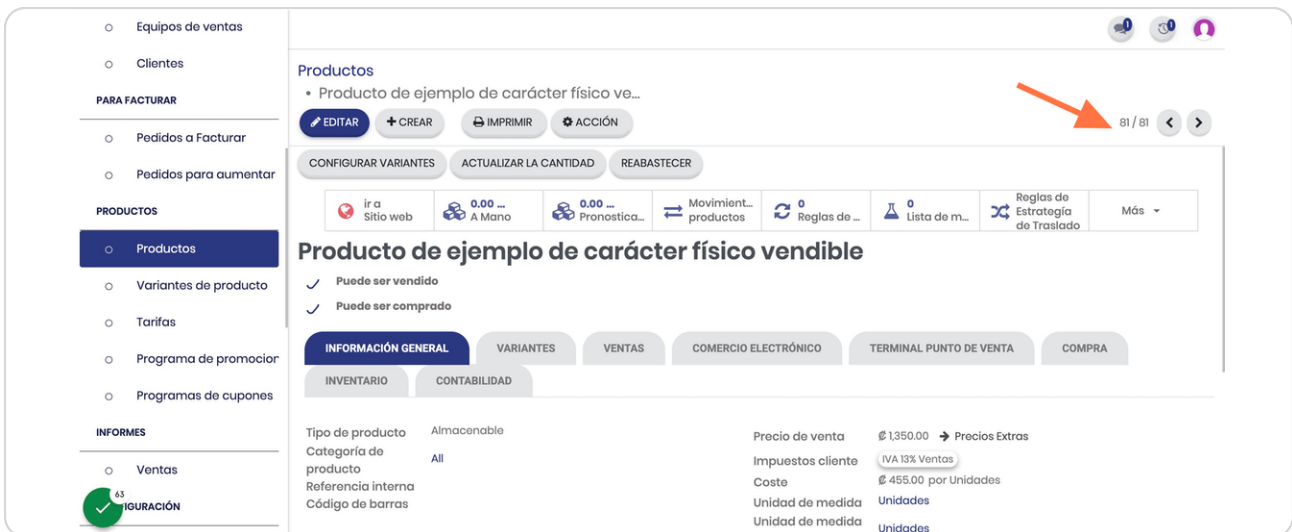 Equipos de ventas
Clientes
PARA FACTURAR
Pedidos a Facturar
Pedidos para aumentar
PRODUCTOS
Productos
Variantes de producto
Tarifas
Programa de promocion
Programas de cupones
INFORMES
Ventas
63
IGURACIÓN
1
1
Productos
• Producto de ejemplo de carácter físico ve...
EDITAR
+ CREAR
IMPRIMIR
ACCIÓN
81 / 81
CONFIGURAR VARIANTES
ACTUALIZAR LA CANTIDAD
REABASTECER
ir a
Sitio web
0.00 ...
A Mano
0.00 ...
Pronostica...
Movimient...
productos
0
Reglas de ...
0
Lista de m...
Reglas de
Estrategía
de Traslado
Más
Producto de ejemplo de carácter físico vendible
Puede ser vendido
Puede ser comprado
INFORMACIÓN GENERAL
VARIANTES
VENTAS
COMERCIO ELECTRÓNICO
TERMINAL PUNTO DE VENTA
COMPRA
INVENTARIO
CONTABILIDAD
Tipo de producto
Almacenable
Categoría de
producto
All
Referencia interna
Código de barras
Precio de venta
₡ 1,350.00 → Precios Extras
Impuestos cliente
IVA 13% Ventas
Coste
₡ 455.00 por Unidades
Unidad de medida
Unidades
Unidad de medida
Unidades